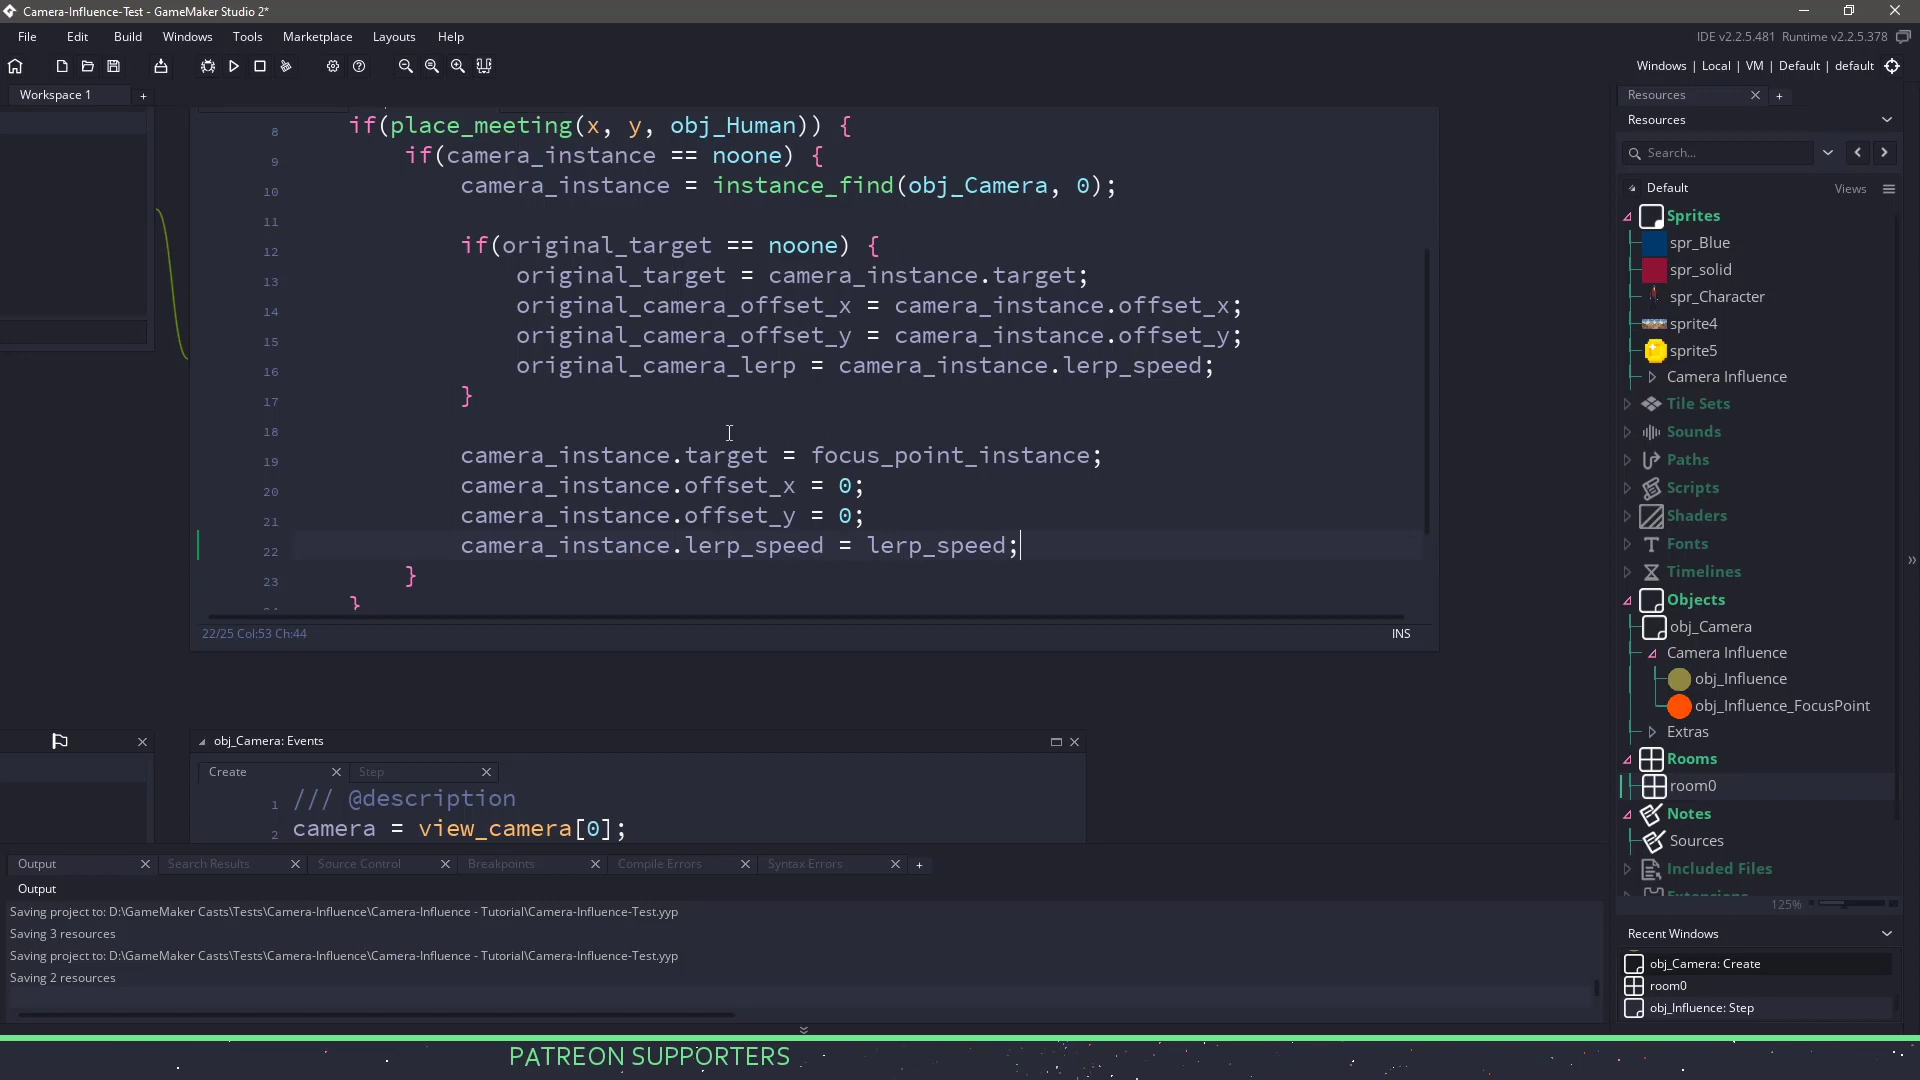 Camera-Influence-Test - GameMaker Studio 2*
File Edit Build Windows Tools Marketplace Layouts Help
IDE v2.2.5.481 Runtime v2.2.5.378
Windows | Local | VM | Default | default
Workspace 1
+
8 if(place_meeting(x, y, obj_Human)) {
9 if(camera_instance == noone) {
10 camera_instance = instance_find(obj_Camera, 0);
11
12 if(original_target == noone) {
13 original_target = camera_instance.target;
14 original_camera_offset_x = camera_instance.offset_x;
15 original_camera_offset_y = camera_instance.offset_y;
16 original_camera_lerp = camera_instance.lerp_speed;
17 }
18
19 camera_instance.target = focus_point_instance;
20 camera_instance.offset_x = 0;
21 camera_instance.offset_y = 0;
22 camera_instance.lerp_speed = lerp_speed;
23 }
}
22/25 Col:53 Ch:44
INS
obj_Camera: Events
Create
Step
1 /// @description
2 camera = view_camera[0];
Output
Search Results
Source Control
Breakpoints
Compile Errors
Syntax Errors
+
Output
Saving project to: D:\GameMaker Casts\Tests\Camera-Influence\Camera-Influence - Tutorial\Camera-Influence-Test.yyp
Saving 3 resources
Saving project to: D:\GameMaker Casts\Tests\Camera-Influence\Camera-Influence - Tutorial\Camera-Influence-Test.yyp
Saving 2 resources
Resources
+
Resources
Search...
Default
Views
Sprites
spr_Blue
spr_solid
spr_Character
sprite4
sprite5
Camera Influence
Tile Sets
Sounds
Paths
Scripts
Shaders
Fonts
Timelines
Objects
obj_Camera
Camera Influence
obj_Influence
obj_Influence_FocusPoint
Extras
Rooms
room0
Notes
Sources
Included Files
125%
Recent Windows
obj_Camera: Create
room0
obj_Influence: Step
PATREON SUPPORTERS